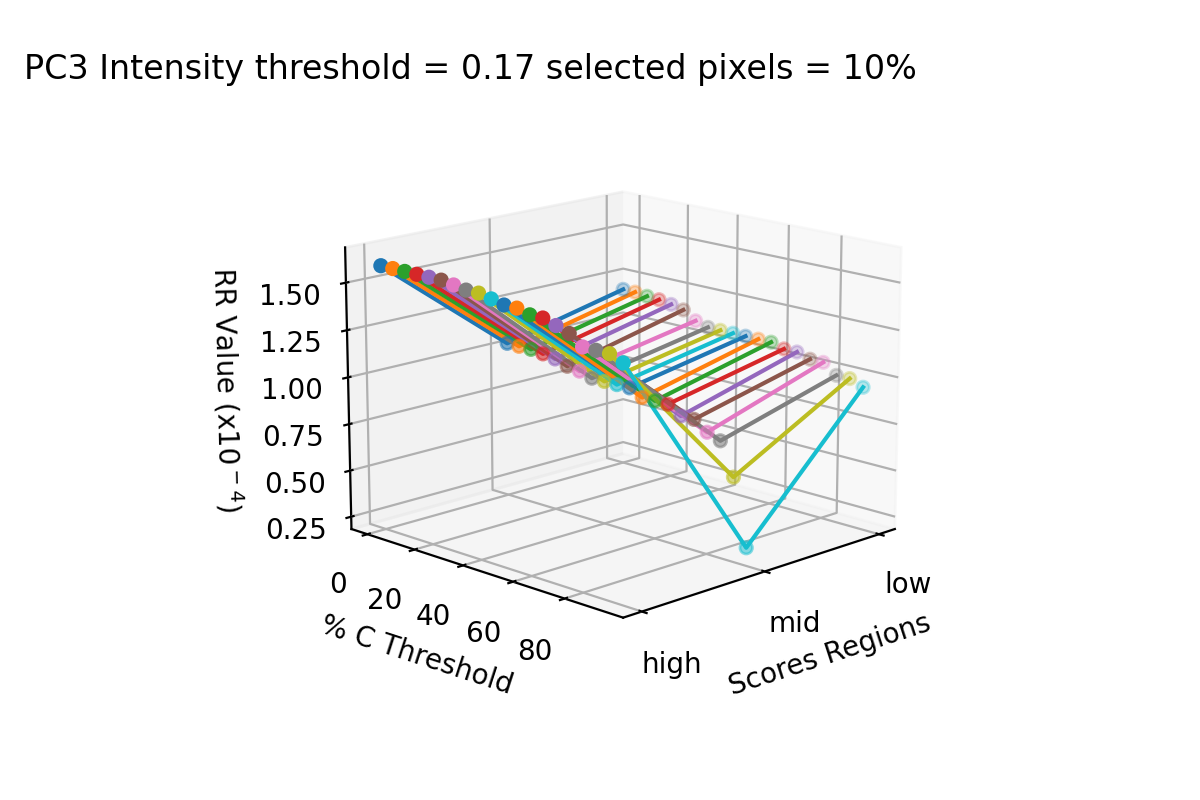 PC3 Intensity threshold = 0.17 selected pixels = 10%
RR Value (x10⁻⁴)
1.50
1.25
1.00
0.75
0.50
0.25
0
20
40
60
80
% C Threshold
high
mid
low
Scores Regions